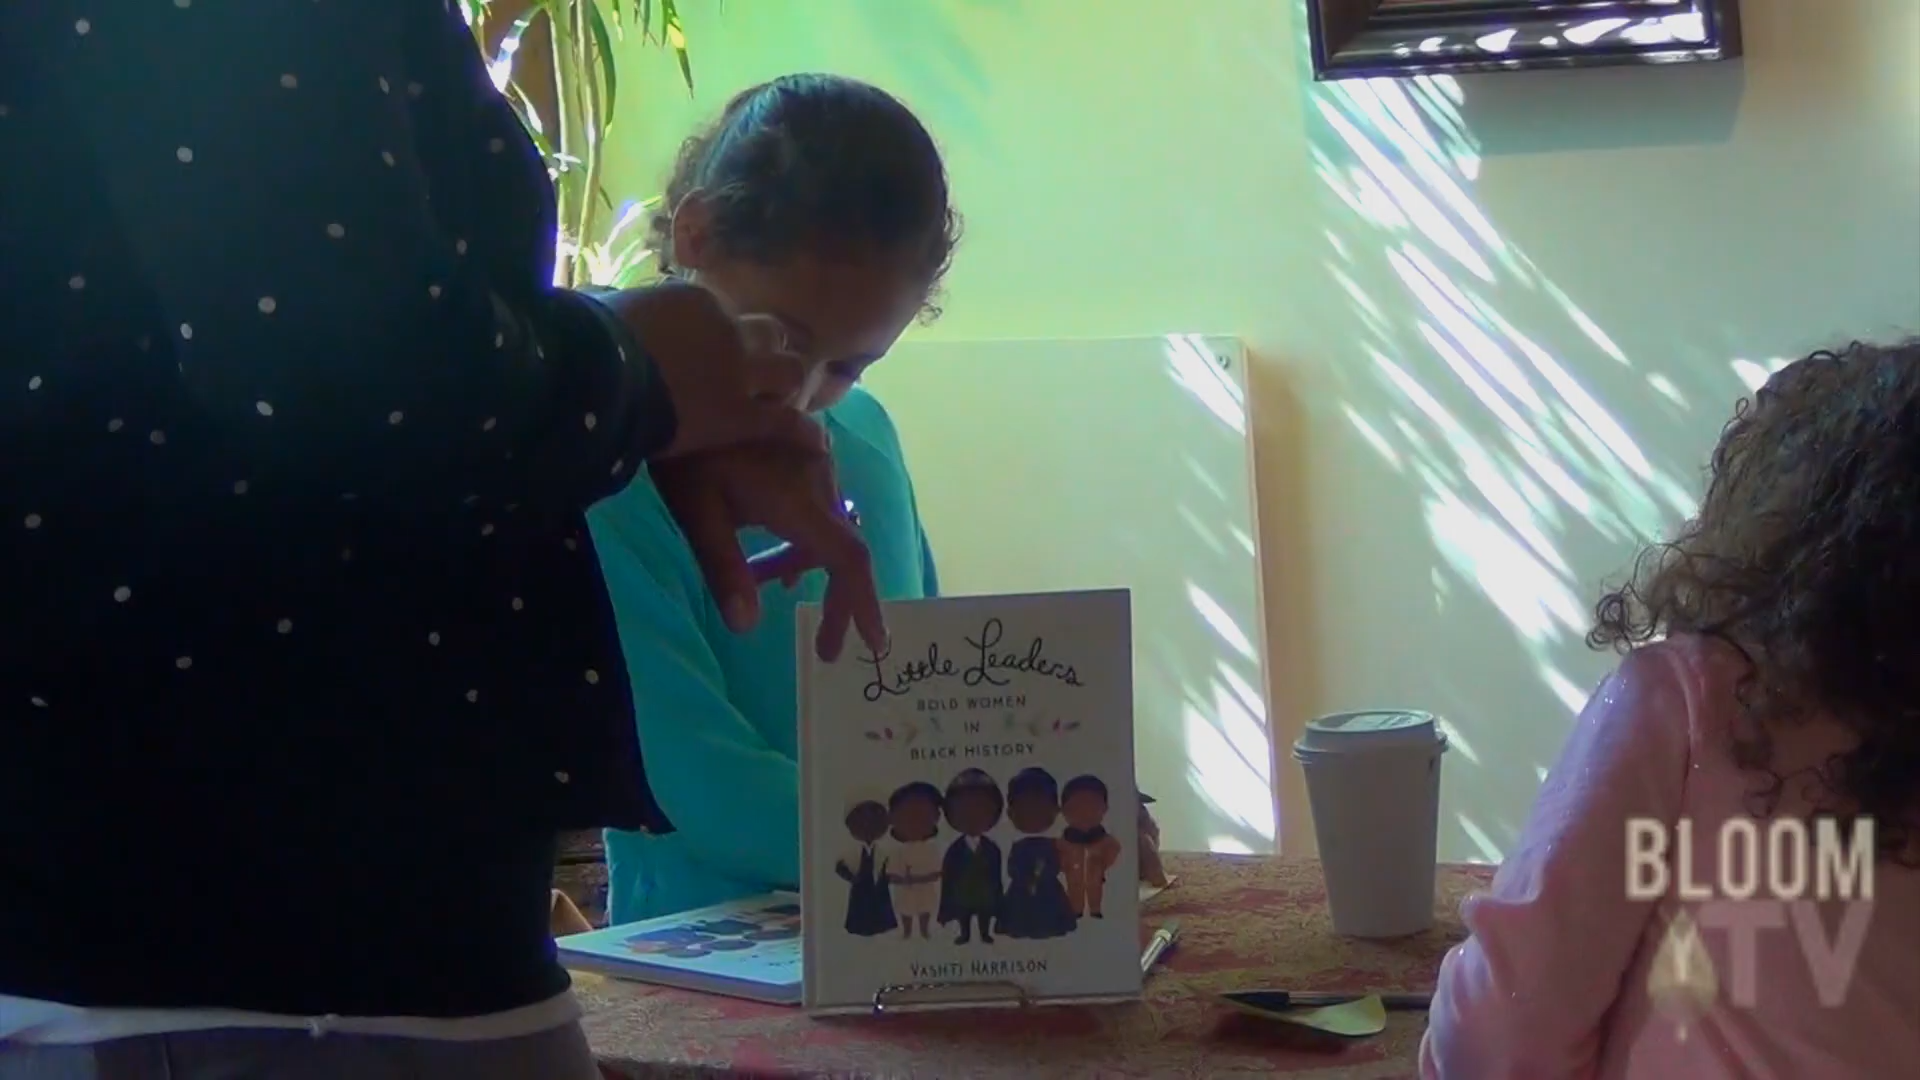 Little Leaders
BOLD WOMEN
IN
BLACK HISTORY
VASHTI HARRISON
BLOOM
TV